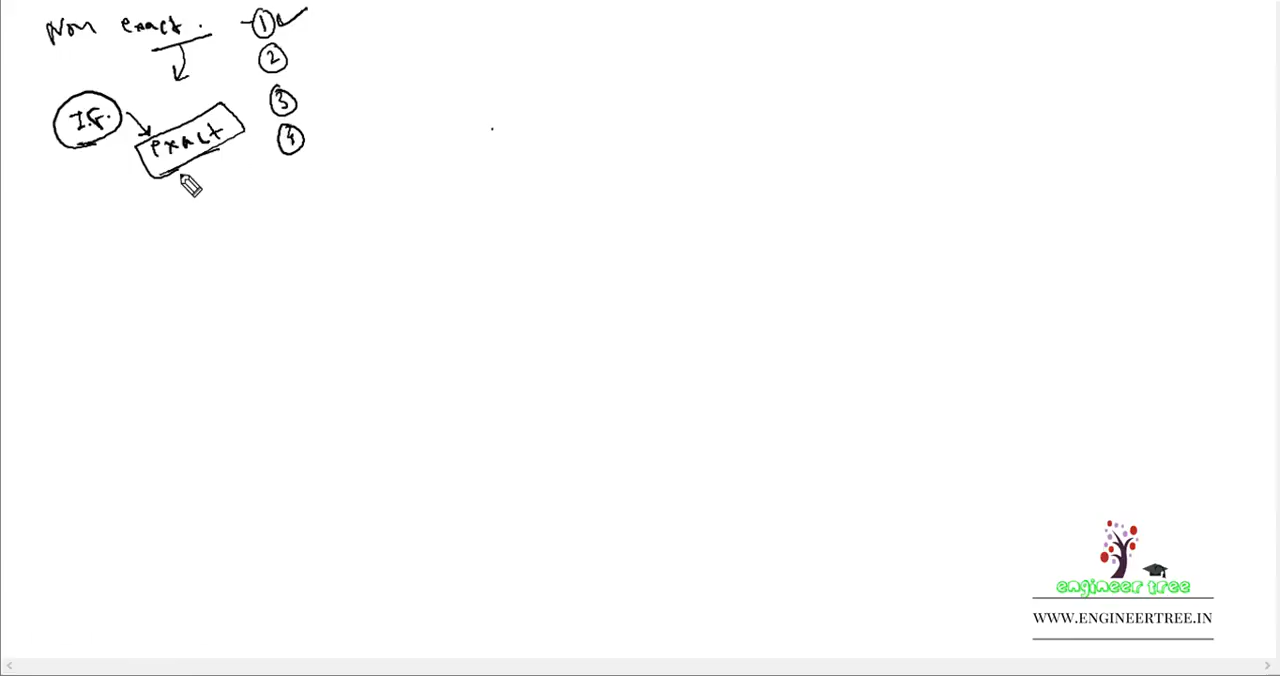 Non exact. ①
②
③
I.F. exact ④
engineer tree
WWW.ENGINEERTREE.IN